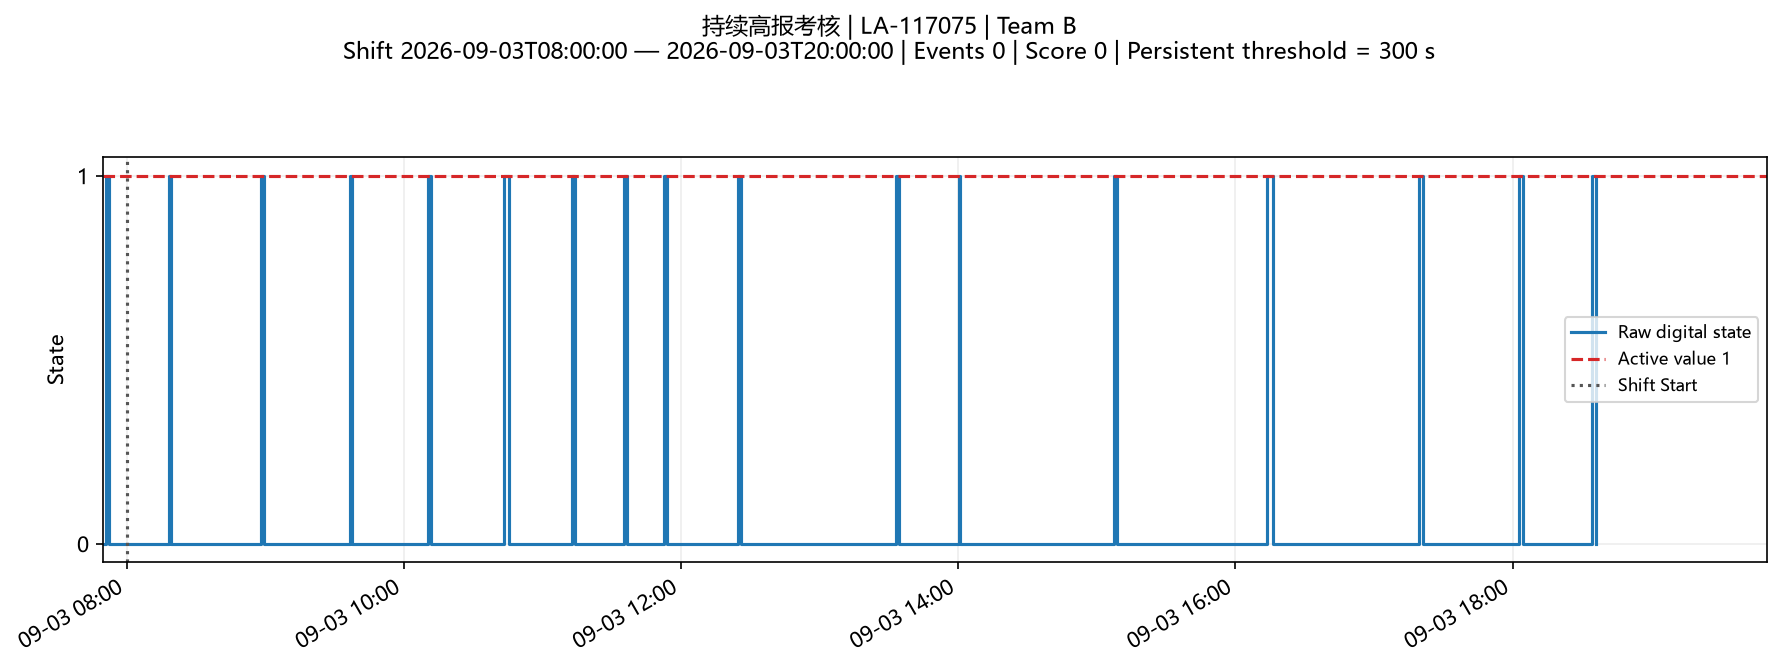 持续高报考核 | LA-117075 | Team B
Shift 2026-09-03T08:00:00 — 2026-09-03T20:00:00 | Events 0 | Score 0 | Persistent threshold = 300 s
State
1
0
Raw digital state
Active value 1
Shift Start
09-03 08:00
09-03 10:00
09-03 12:00
09-03 14:00
09-03 16:00
09-03 18:00